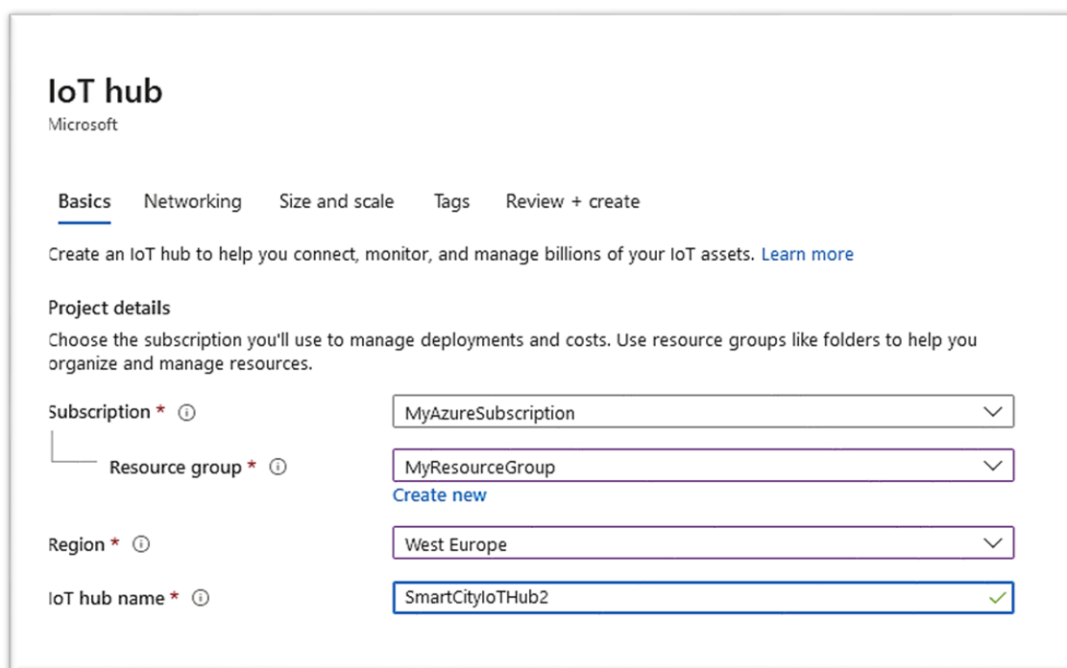 IoT hub
Microsoft
Basics Networking Size and scale Tags Review + create
Create an IoT hub to help you connect, monitor, and manage billions of your IoT assets. Learn more
Project details
Choose the subscription you'll use to manage deployments and costs. Use resource groups like folders to help you
organize and manage resources.
Subscription * MyAzureSubscription
Resource group * MyResourceGroup
Create new
Region * West Europe
IoT hub name * SmartCityIoTHub2